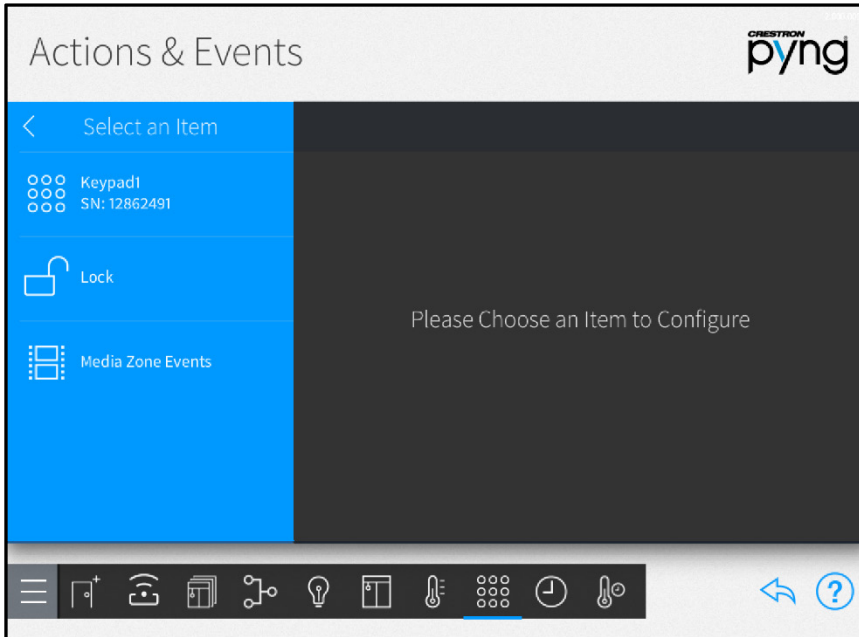 Actions & Events
CRESTRON
pyng
Select an Item
Keypad1
SN: 12862491
Lock
Media Zone Events
Please Choose an Item to Configure
?